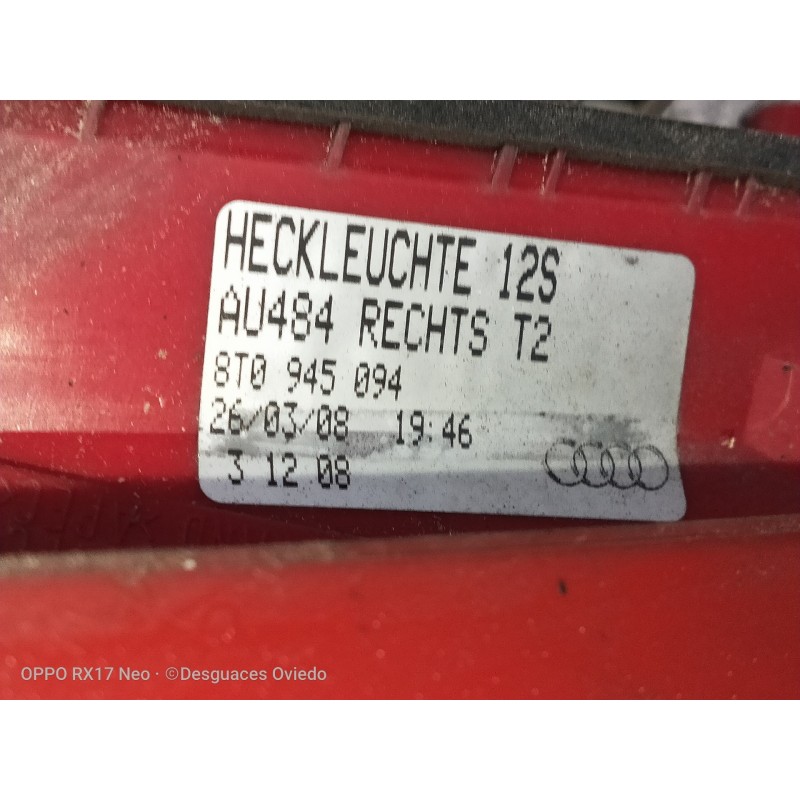 HECKLEUCHTE 12S
AU484 RECHTS T2
8T0 945 094
26/03/08 19:46
3 12 08
OPPO RX17 Neo · ©Desguaces Oviedo